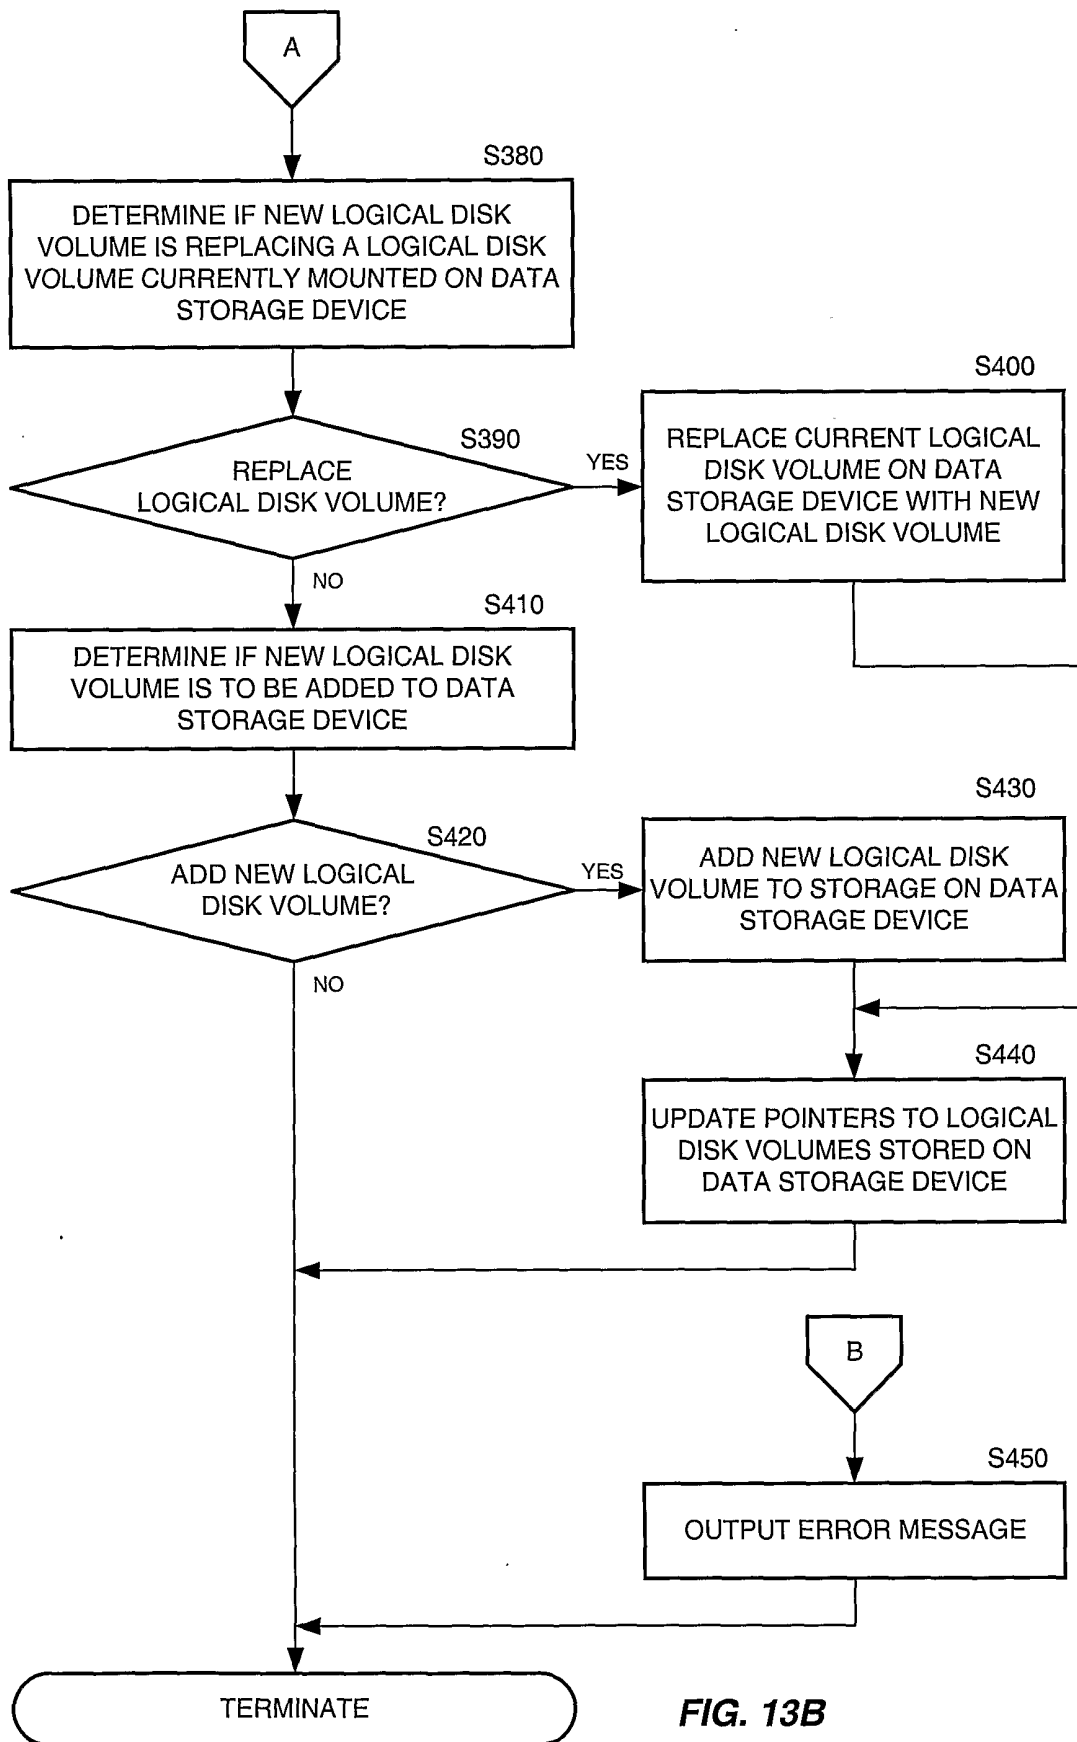 A
S380
DETERMINE IF NEW LOGICAL DISK
VOLUME IS REPLACING A LOGICAL DISK
VOLUME CURRENTLY MOUNTED ON DATA
STORAGE DEVICE
S390
REPLACE
LOGICAL DISK VOLUME?
YES
S400
REPLACE CURRENT LOGICAL
DISK VOLUME ON DATA
STORAGE DEVICE WITH NEW
LOGICAL DISK VOLUME
NO
S410
DETERMINE IF NEW LOGICAL DISK
VOLUME IS TO BE ADDED TO DATA
STORAGE DEVICE
S420
ADD NEW LOGICAL
DISK VOLUME?
YES
S430
ADD NEW LOGICAL DISK
VOLUME TO STORAGE ON DATA
STORAGE DEVICE
NO
S440
UPDATE POINTERS TO LOGICAL
DISK VOLUMES STORED ON
DATA STORAGE DEVICE
B
S450
OUTPUT ERROR MESSAGE
TERMINATE
FIG. 13B